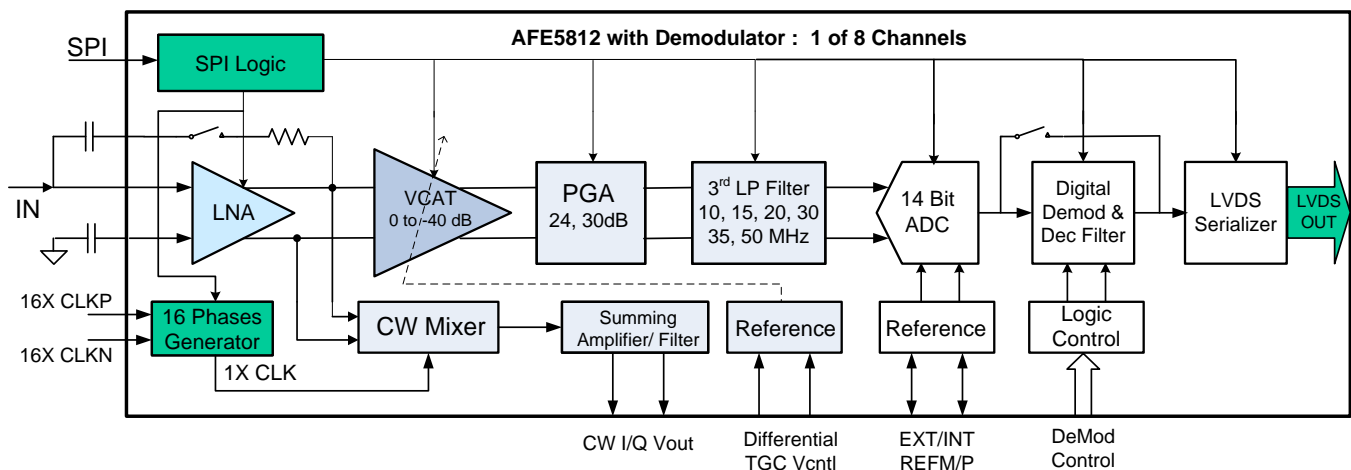 AFE5812 with Demodulator : 1 of 8 Channels
SPI
SPI Logic
IN
LNA
VCAT
0 to -40 dB
PGA
24, 30dB
3rd LP Filter
10, 15, 20, 30
35, 50 MHz
14 Bit
ADC
Digital
Demod &
Dec Filter
LVDS
Serializer
LVDS
OUT
16X CLKP
16X CLKN
16 Phases
Generator
1X CLK
CW Mixer
Summing
Amplifier/ Filter
Reference
Reference
Logic
Control
CW I/Q Vout
Differential
TGC Vcntl
EXT/INT
REFM/P
DeMod
Control